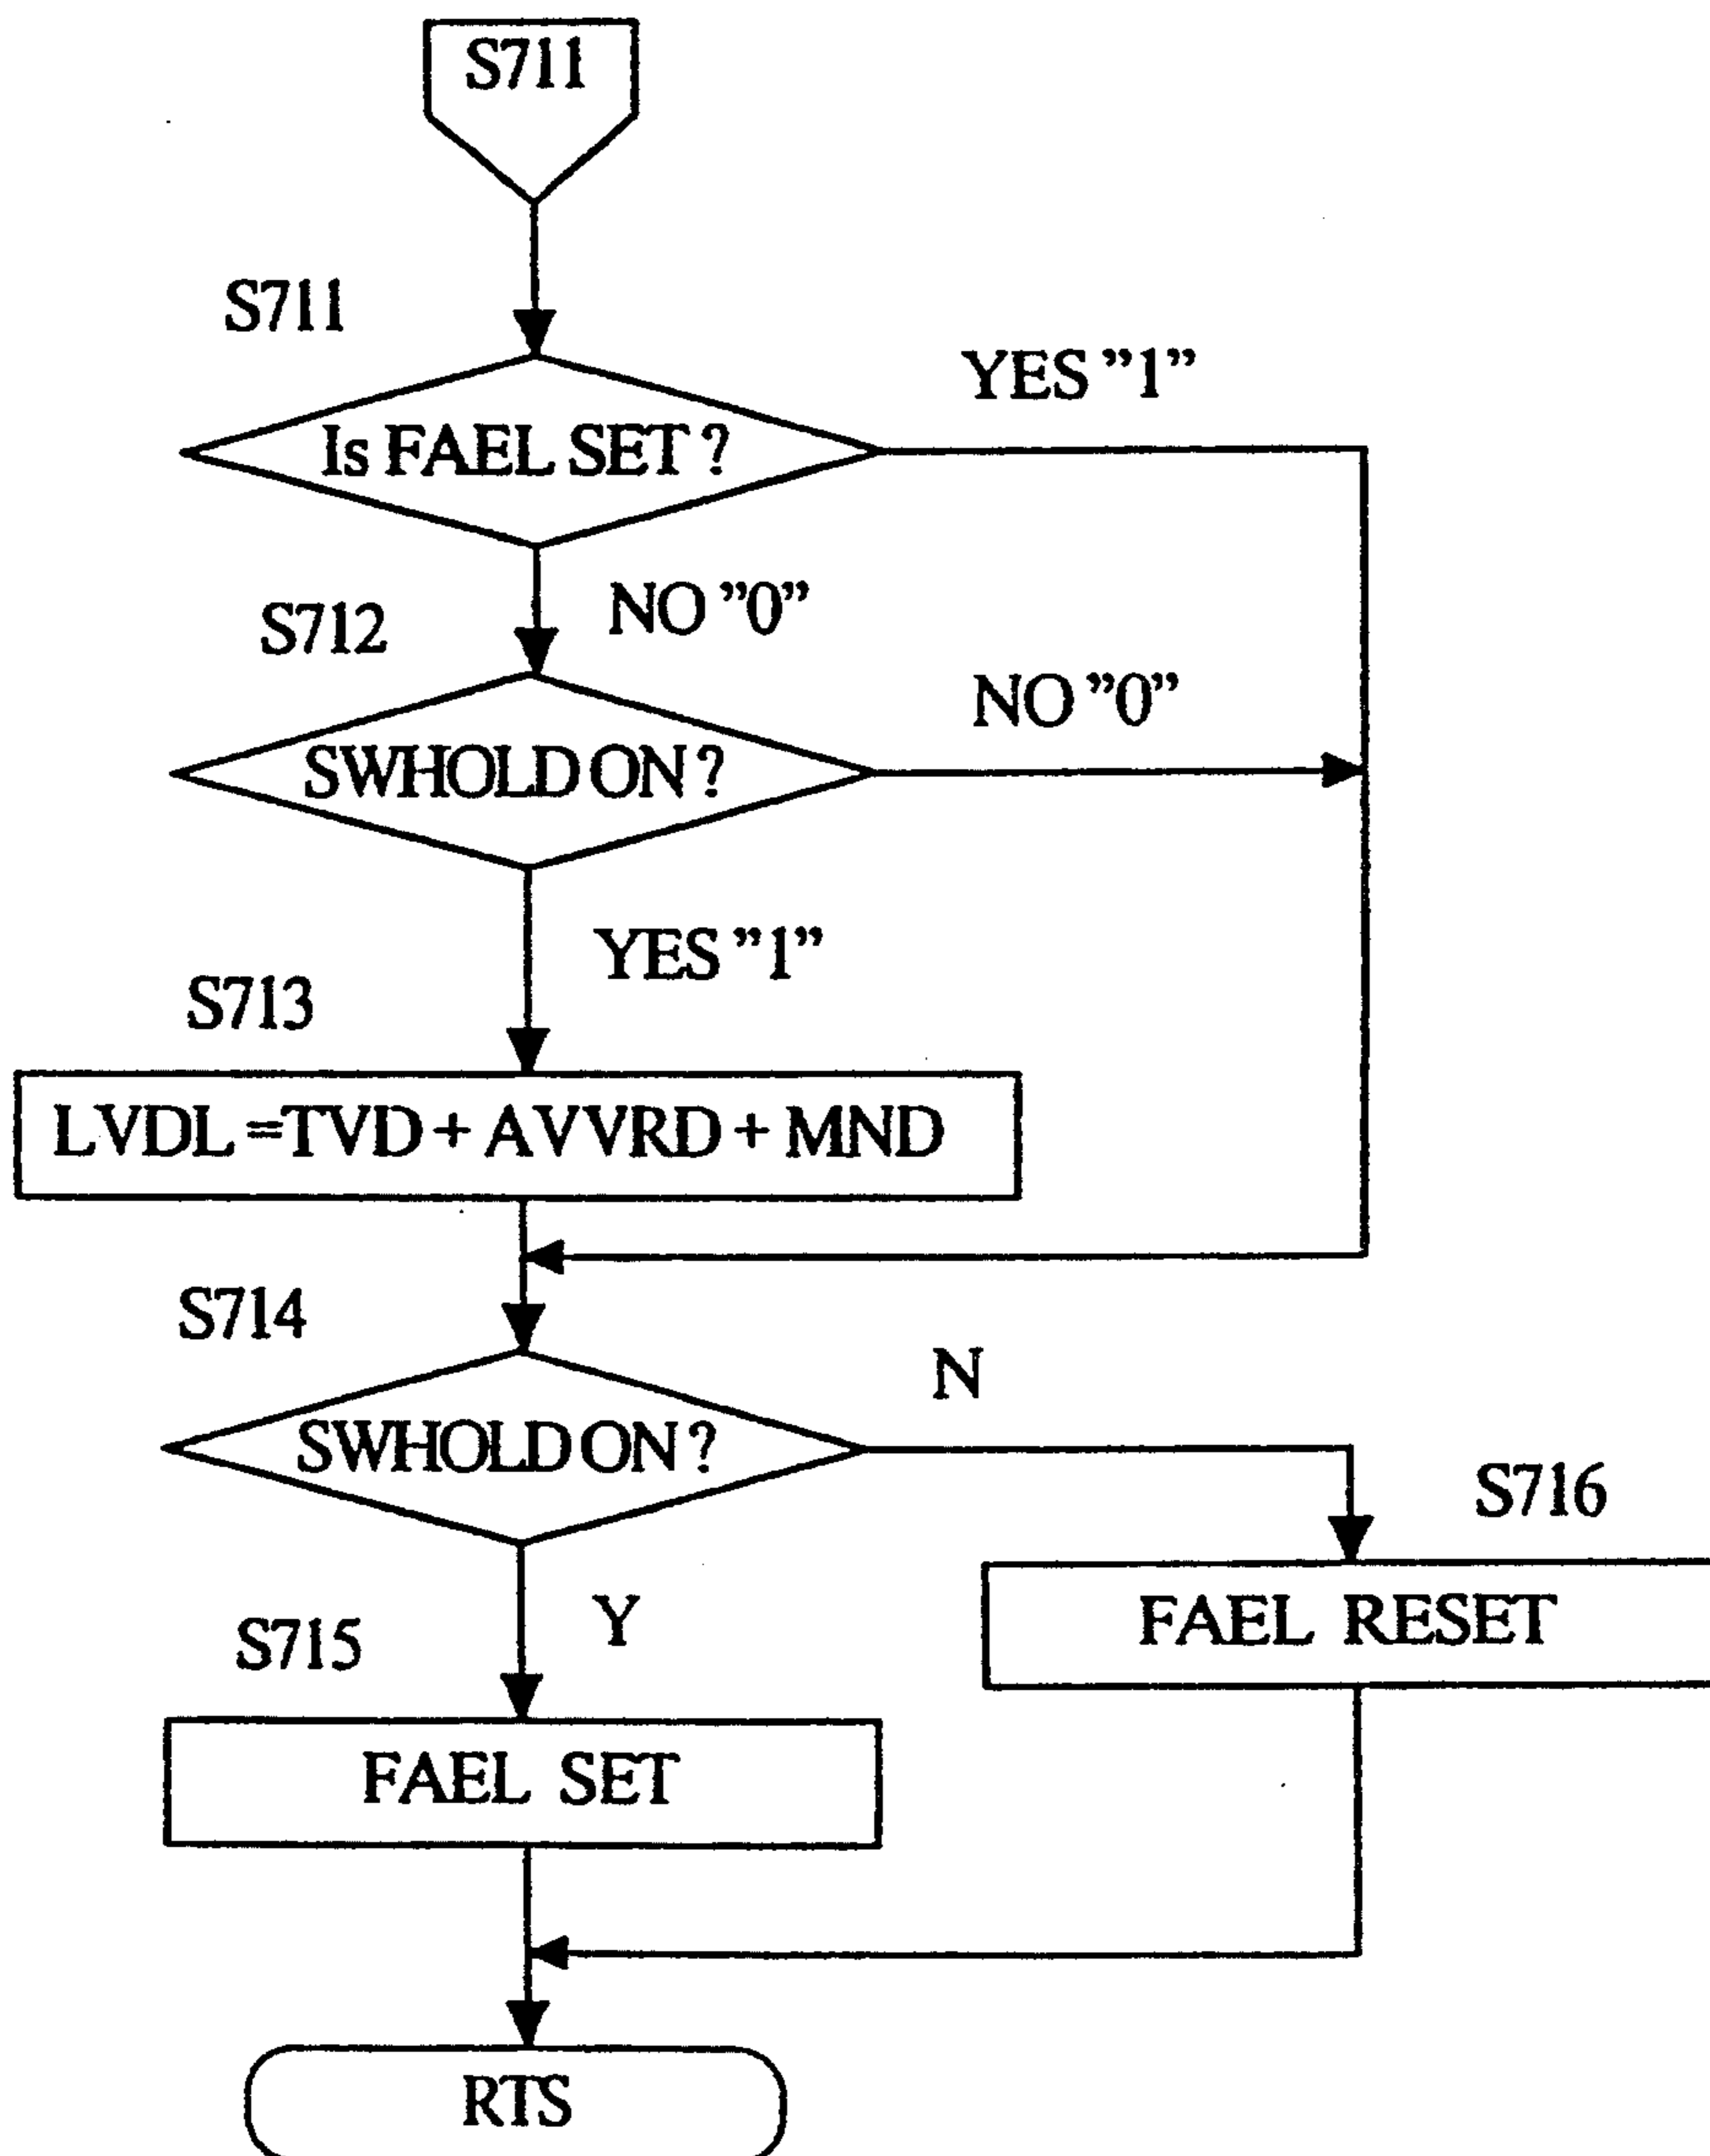 S711
S711
YES "1"
Is FAEL SET ?
NO "0"
S712
NO "0"
SWHOLD ON ?
YES "1"
S713
LVDL = TVD + AVVRD + MND
S714
N
SWHOLD ON ?
S716
Y
FAEL RESET
S715
FAEL SET
RTS